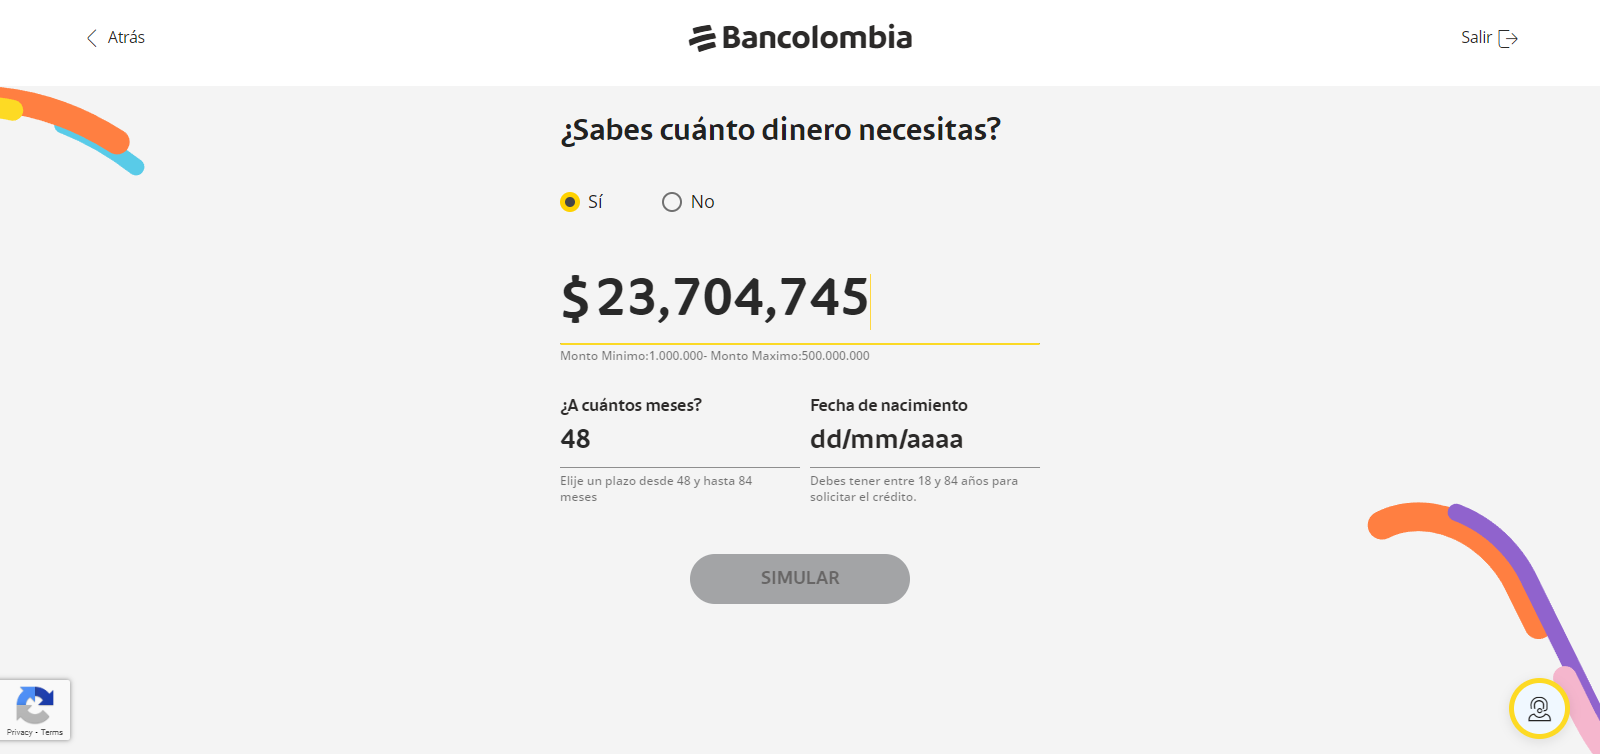 Atrás
Bancolombia
Salir
¿Sabes cuánto dinero necesitas?
Sí
No
$23,704,745
Monto Minimo:1.000.000- Monto Maximo:500.000.000
¿A cuántos meses?
48
Elije un plazo desde 48 y hasta 84
meses
Fecha de nacimiento
dd/mm/aaaa
Debes tener entre 18 y 84 años para
solicitar el crédito.
SIMULAR
Privacy - Terms